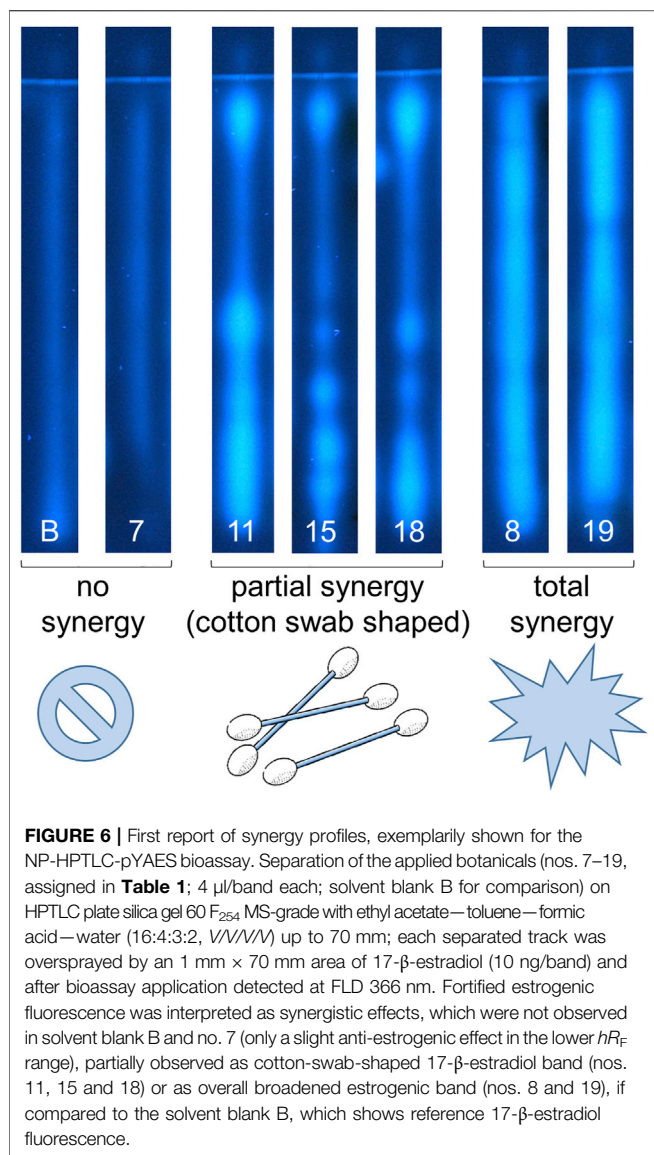 B 7 11 15 18 8 19
no synergy
partial synergy (cotton swab shaped)
total synergy
FIGURE 6 | First report of synergy profiles, exemplarily shown for the
NP-HPTLC-pYAES bioassay. Separation of the applied botanicals (nos. 7–19,
assigned in Table 1; 4 µl/band each; solvent blank B for comparison) on
HPTLC plate silica gel 60 F254 MS-grade with ethyl acetate—toluene—formic
acid—water (16:4:3:2, V/V/V/V) up to 70 mm; each separated track was
oversprayed by an 1 mm × 70 mm area of 17-β-estradiol (10 ng/band) and
after bioassay application detected at FLD 366 nm. Fortified estrogenic
fluorescence was interpreted as synergistic effects, which were not observed
in solvent blank B and no. 7 (only a slight anti-estrogenic effect in the lower hRF
range), partially observed as cotton-swab-shaped 17-β-estradiol band (nos.
11, 15 and 18) or as overall broadened estrogenic band (nos. 8 and 19), if
compared to the solvent blank B, which shows reference 17-β-estradiol
fluorescence.